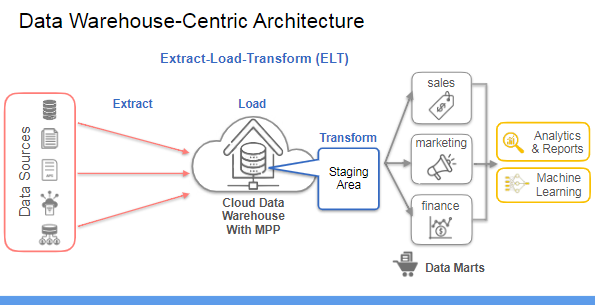 Data Warehouse-Centric Architecture
Extract-Load-Transform (ELT)
Extract
Load
Transform
Data Sources
Cloud Data
Warehouse
With MPP
Staging
Area
sales
marketing
finance
Data Marts
Analytics
& Reports
Machine
Learning